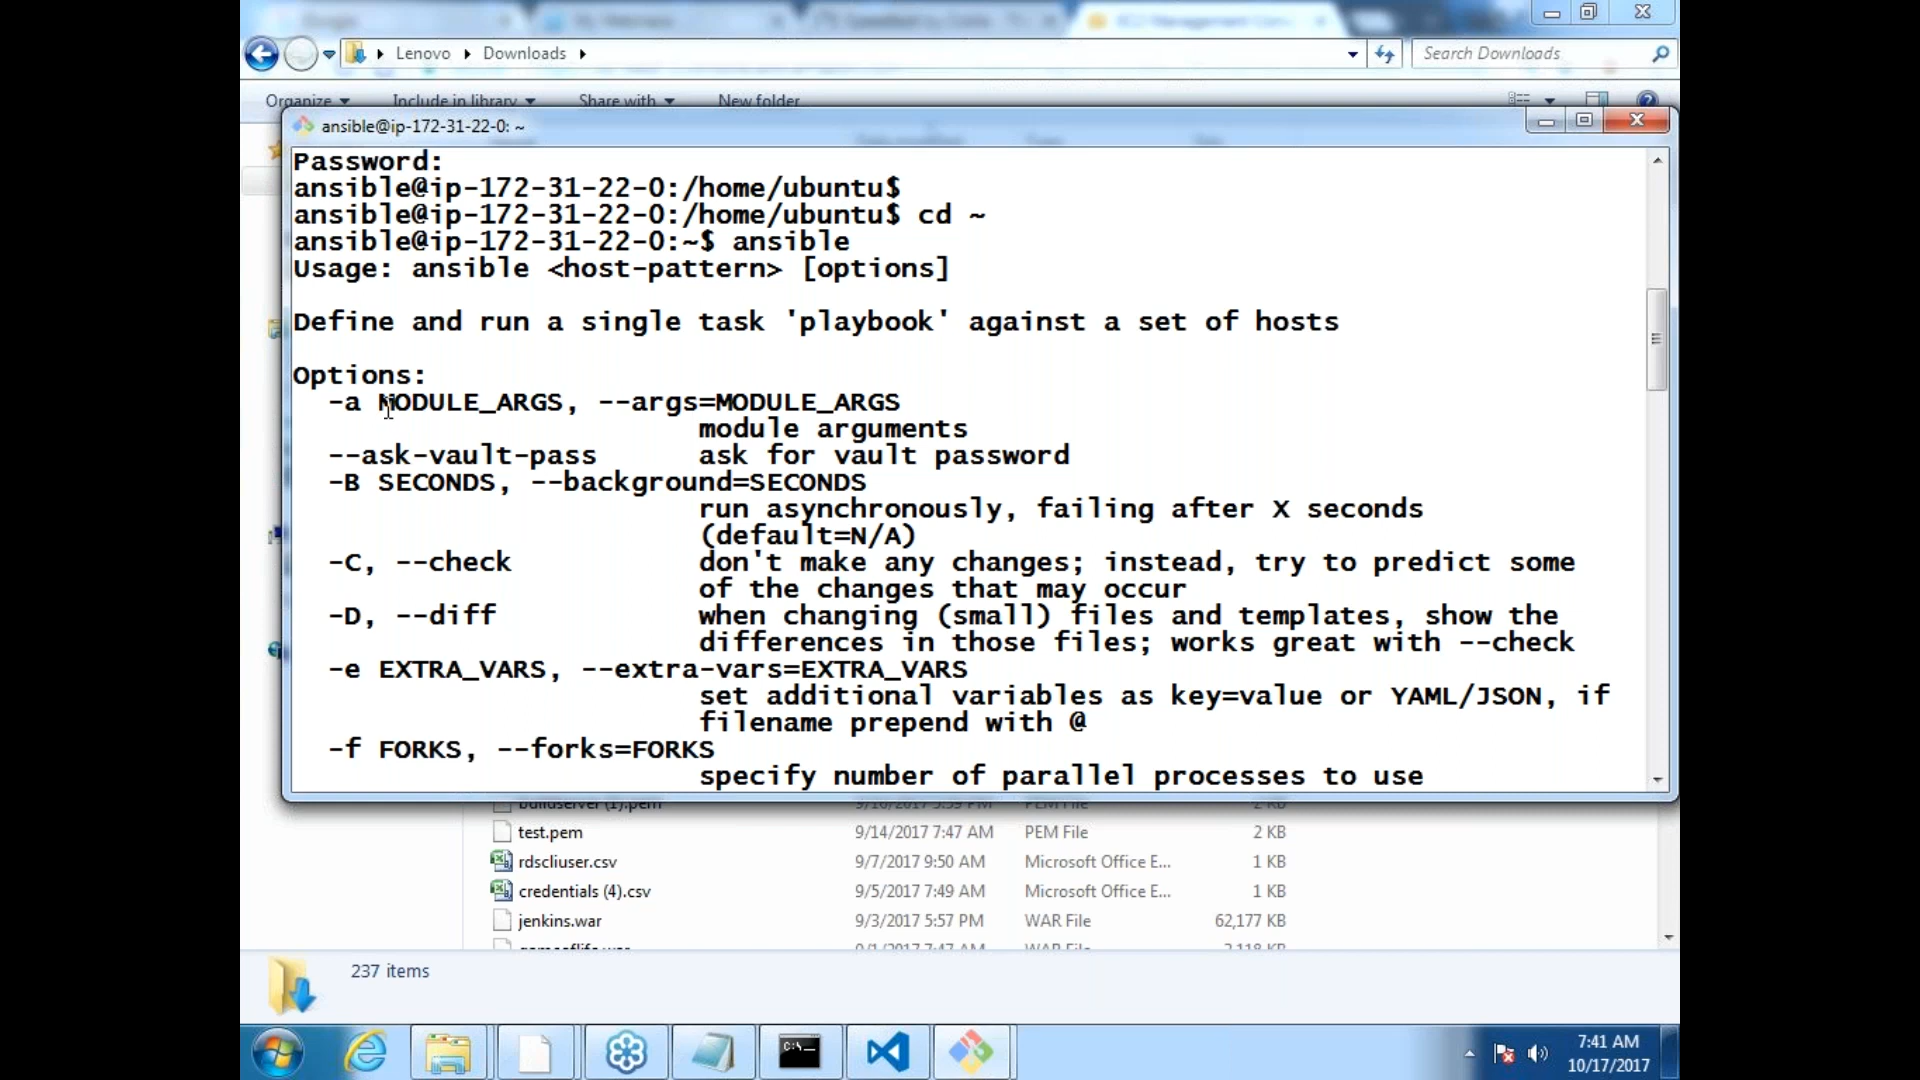 Lenovo Downloads
Search Downloads
Organize Include in library Share with New folder
ansible@ip-172-31-22-0: ~
Password:
ansible@ip-172-31-22-0:/home/ubuntu$
ansible@ip-172-31-22-0:/home/ubuntu$ cd ~
ansible@ip-172-31-22-0:~$ ansible
Usage: ansible <host-pattern> [options]
Define and run a single task 'playbook' against a set of hosts
Options:
-a MODULE_ARGS, --args=MODULE_ARGS
module arguments
--ask-vault-pass ask for vault password
-B SECONDS, --background=SECONDS
run asynchronously, failing after X seconds
(default=N/A)
-C, --check don't make any changes; instead, try to predict some
of the changes that may occur
-D, --diff when changing (small) files and templates, show the
differences in those files; works great with --check
-e EXTRA_VARS, --extra-vars=EXTRA_VARS
set additional variables as key=value or YAML/JSON, if
filename prepend with @
-f FORKS, --forks=FORKS
specify number of parallel processes to use
buildserver (1).pem PEM File 2 KB
test.pem 9/14/2017 7:47 AM PEM File 2 KB
rdscliuser.csv 9/7/2017 9:50 AM Microsoft Office E... 1 KB
credentials (4).csv 9/5/2017 7:49 AM Microsoft Office E... 1 KB
jenkins.war 9/3/2017 5:57 PM WAR File 62,177 KB
WAR File
237 items
C:\
7:41 AM
10/17/2017